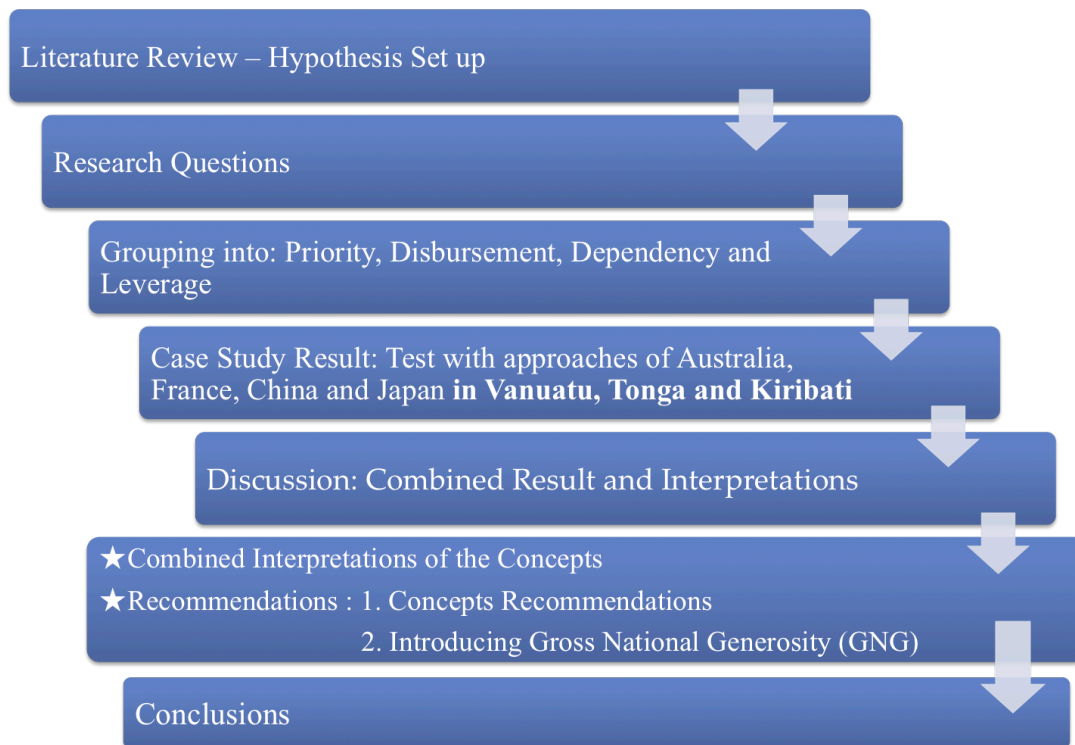 Literature Review – Hypothesis Set up
Research Questions
Grouping into: Priority, Disbursement, Dependency and
Leverage
Case Study Result: Test with approaches of Australia,
France, China and Japan in Vanuatu, Tonga and Kiribati
Discussion: Combined Result and Interpretations
★Combined Interpretations of the Concepts
★Recommendations : 1. Concepts Recommendations
2. Introducing Gross National Generosity (GNG)
Conclusions